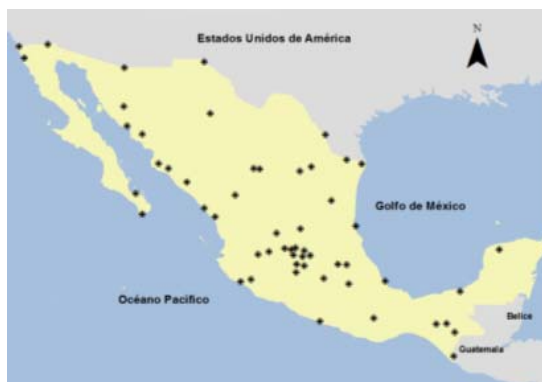 N
Estados Unidos de América
Golfo de México
Océano Pacífico
Belice
Guatemala